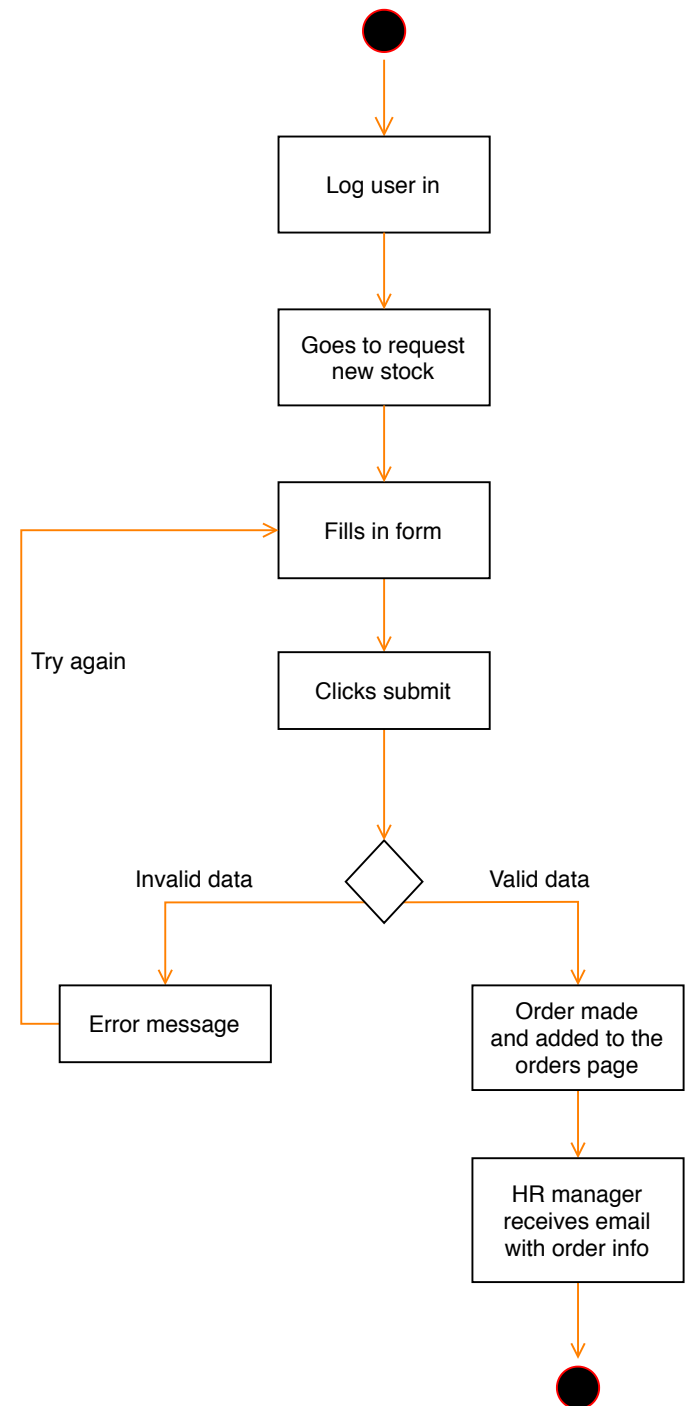 Log user in
Goes to request
new stock
Fills in form
Try again
Clicks submit
Invalid data
Valid data
Error message
Order made
and added to the
orders page
HR manager
receives email
with order info